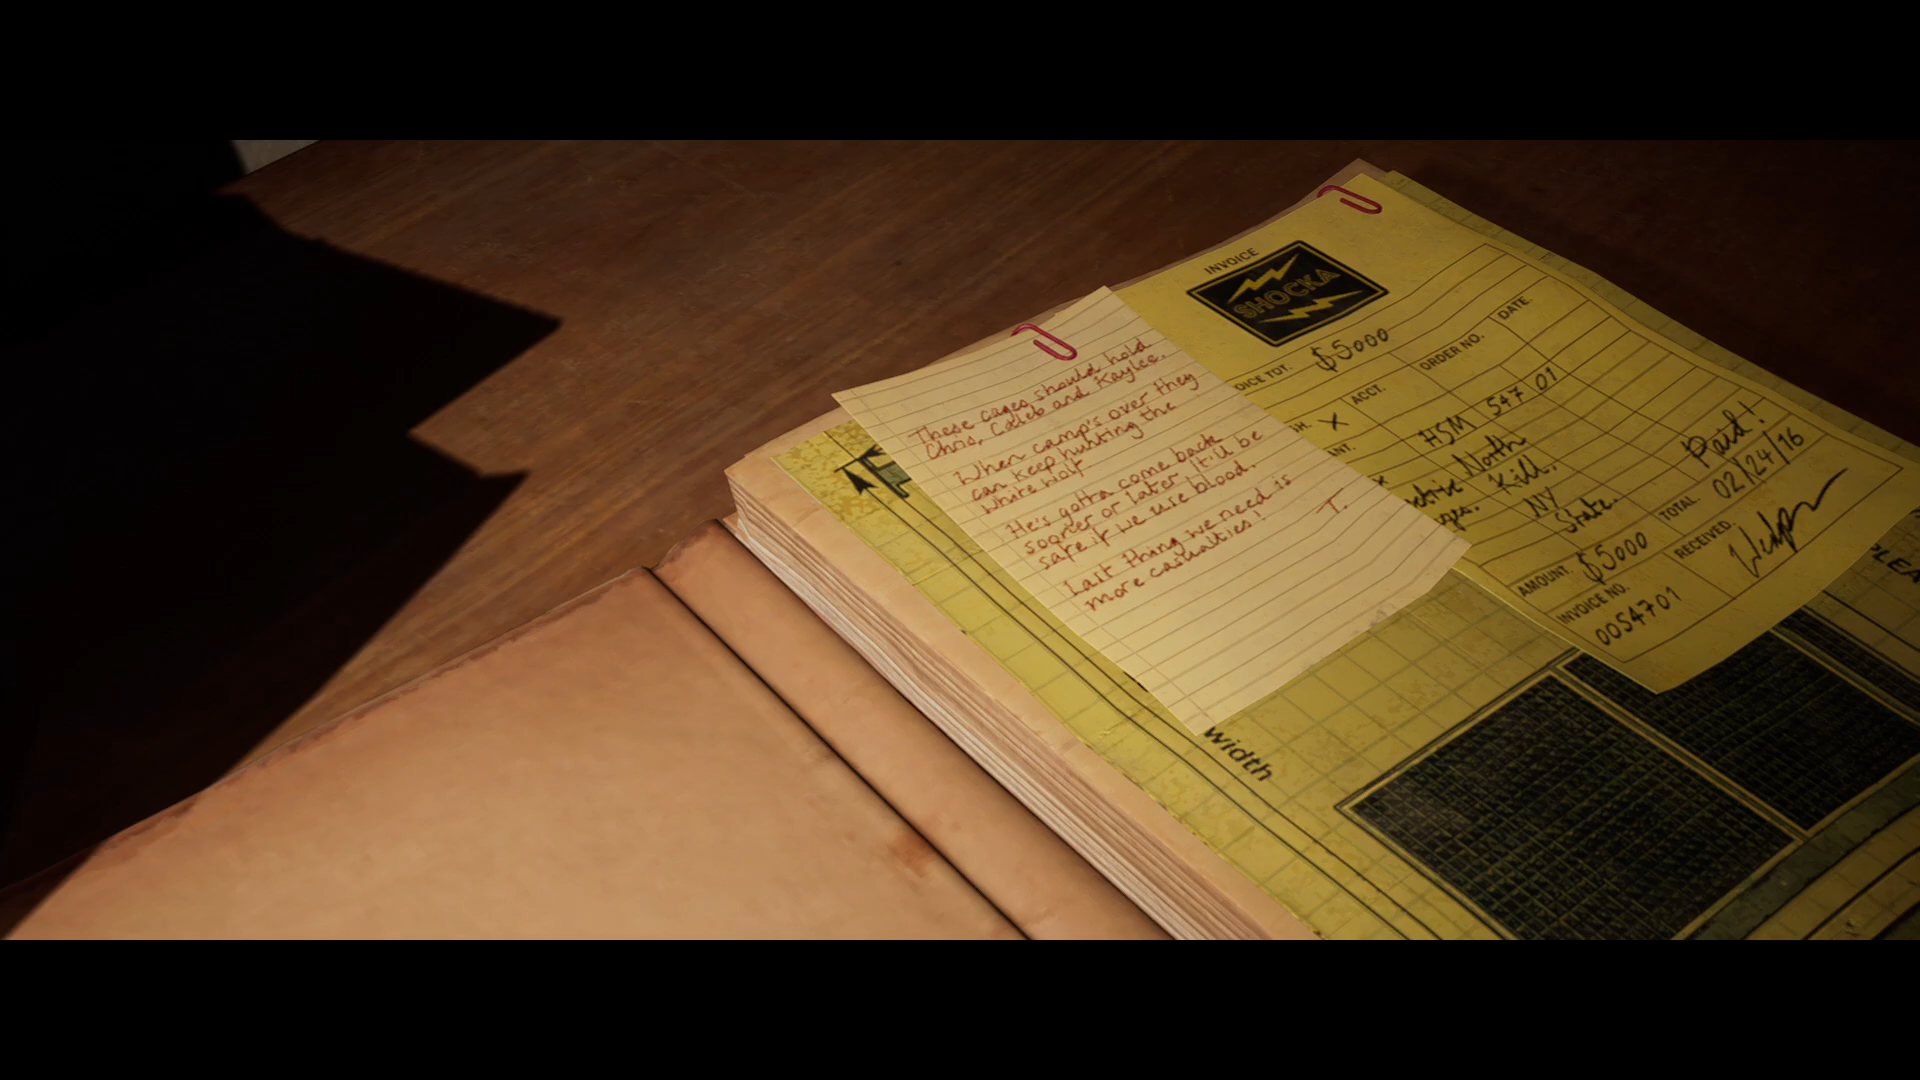 These cages should hold
Chris, Caleb and Kaylee.
When camp's over they
can keep hunting the
white wolf
He's gotta come back
sooner or later. It'll be
safe if we use blood.
Last thing we need is
more casualties!
T.
INVOICE
SHOCKA
$5000
ACCT.
ORDER NO.
DATE.
X
HSM 547 01
North
Kill.
NY
State.
Paid!
02/24/16
AMOUNT.
$5000
TOTAL.
INVOICE NO.
0054701
RECEIVED.
Width